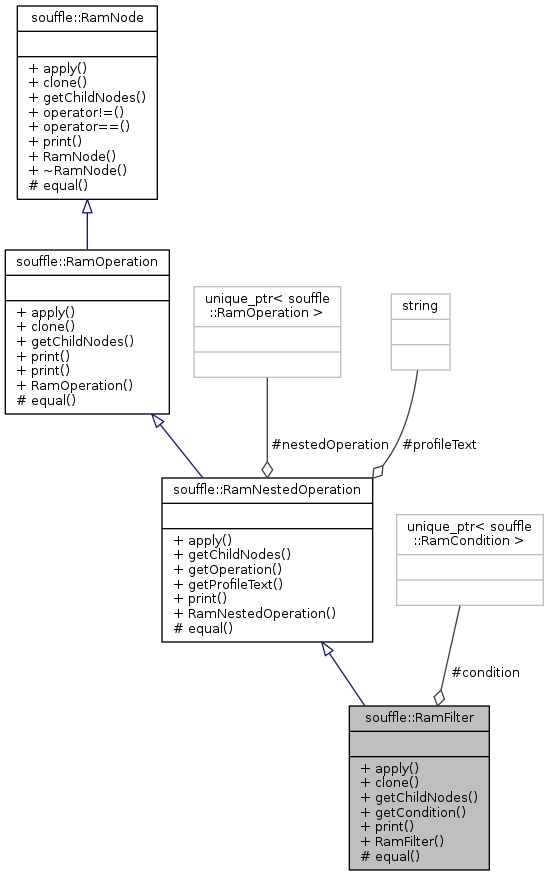 souffle::RamNode
+ apply()
+ clone()
+ getChildNodes()
+ operator!=()
+ operator==()
+ print()
+ RamNode()
+ ~RamNode()
# equal()
souffle::RamOperation
+ apply()
+ clone()
+ getChildNodes()
+ print()
+ print()
+ RamOperation()
# equal()
unique_ptr< souffle
::RamOperation >
string
#nestedOperation
#profileText
souffle::RamNestedOperation
+ apply()
+ getChildNodes()
+ getOperation()
+ getProfileText()
+ print()
+ RamNestedOperation()
# equal()
unique_ptr< souffle
::RamCondition >
#condition
souffle::RamFilter
+ apply()
+ clone()
+ getChildNodes()
+ getCondition()
+ print()
+ RamFilter()
# equal()